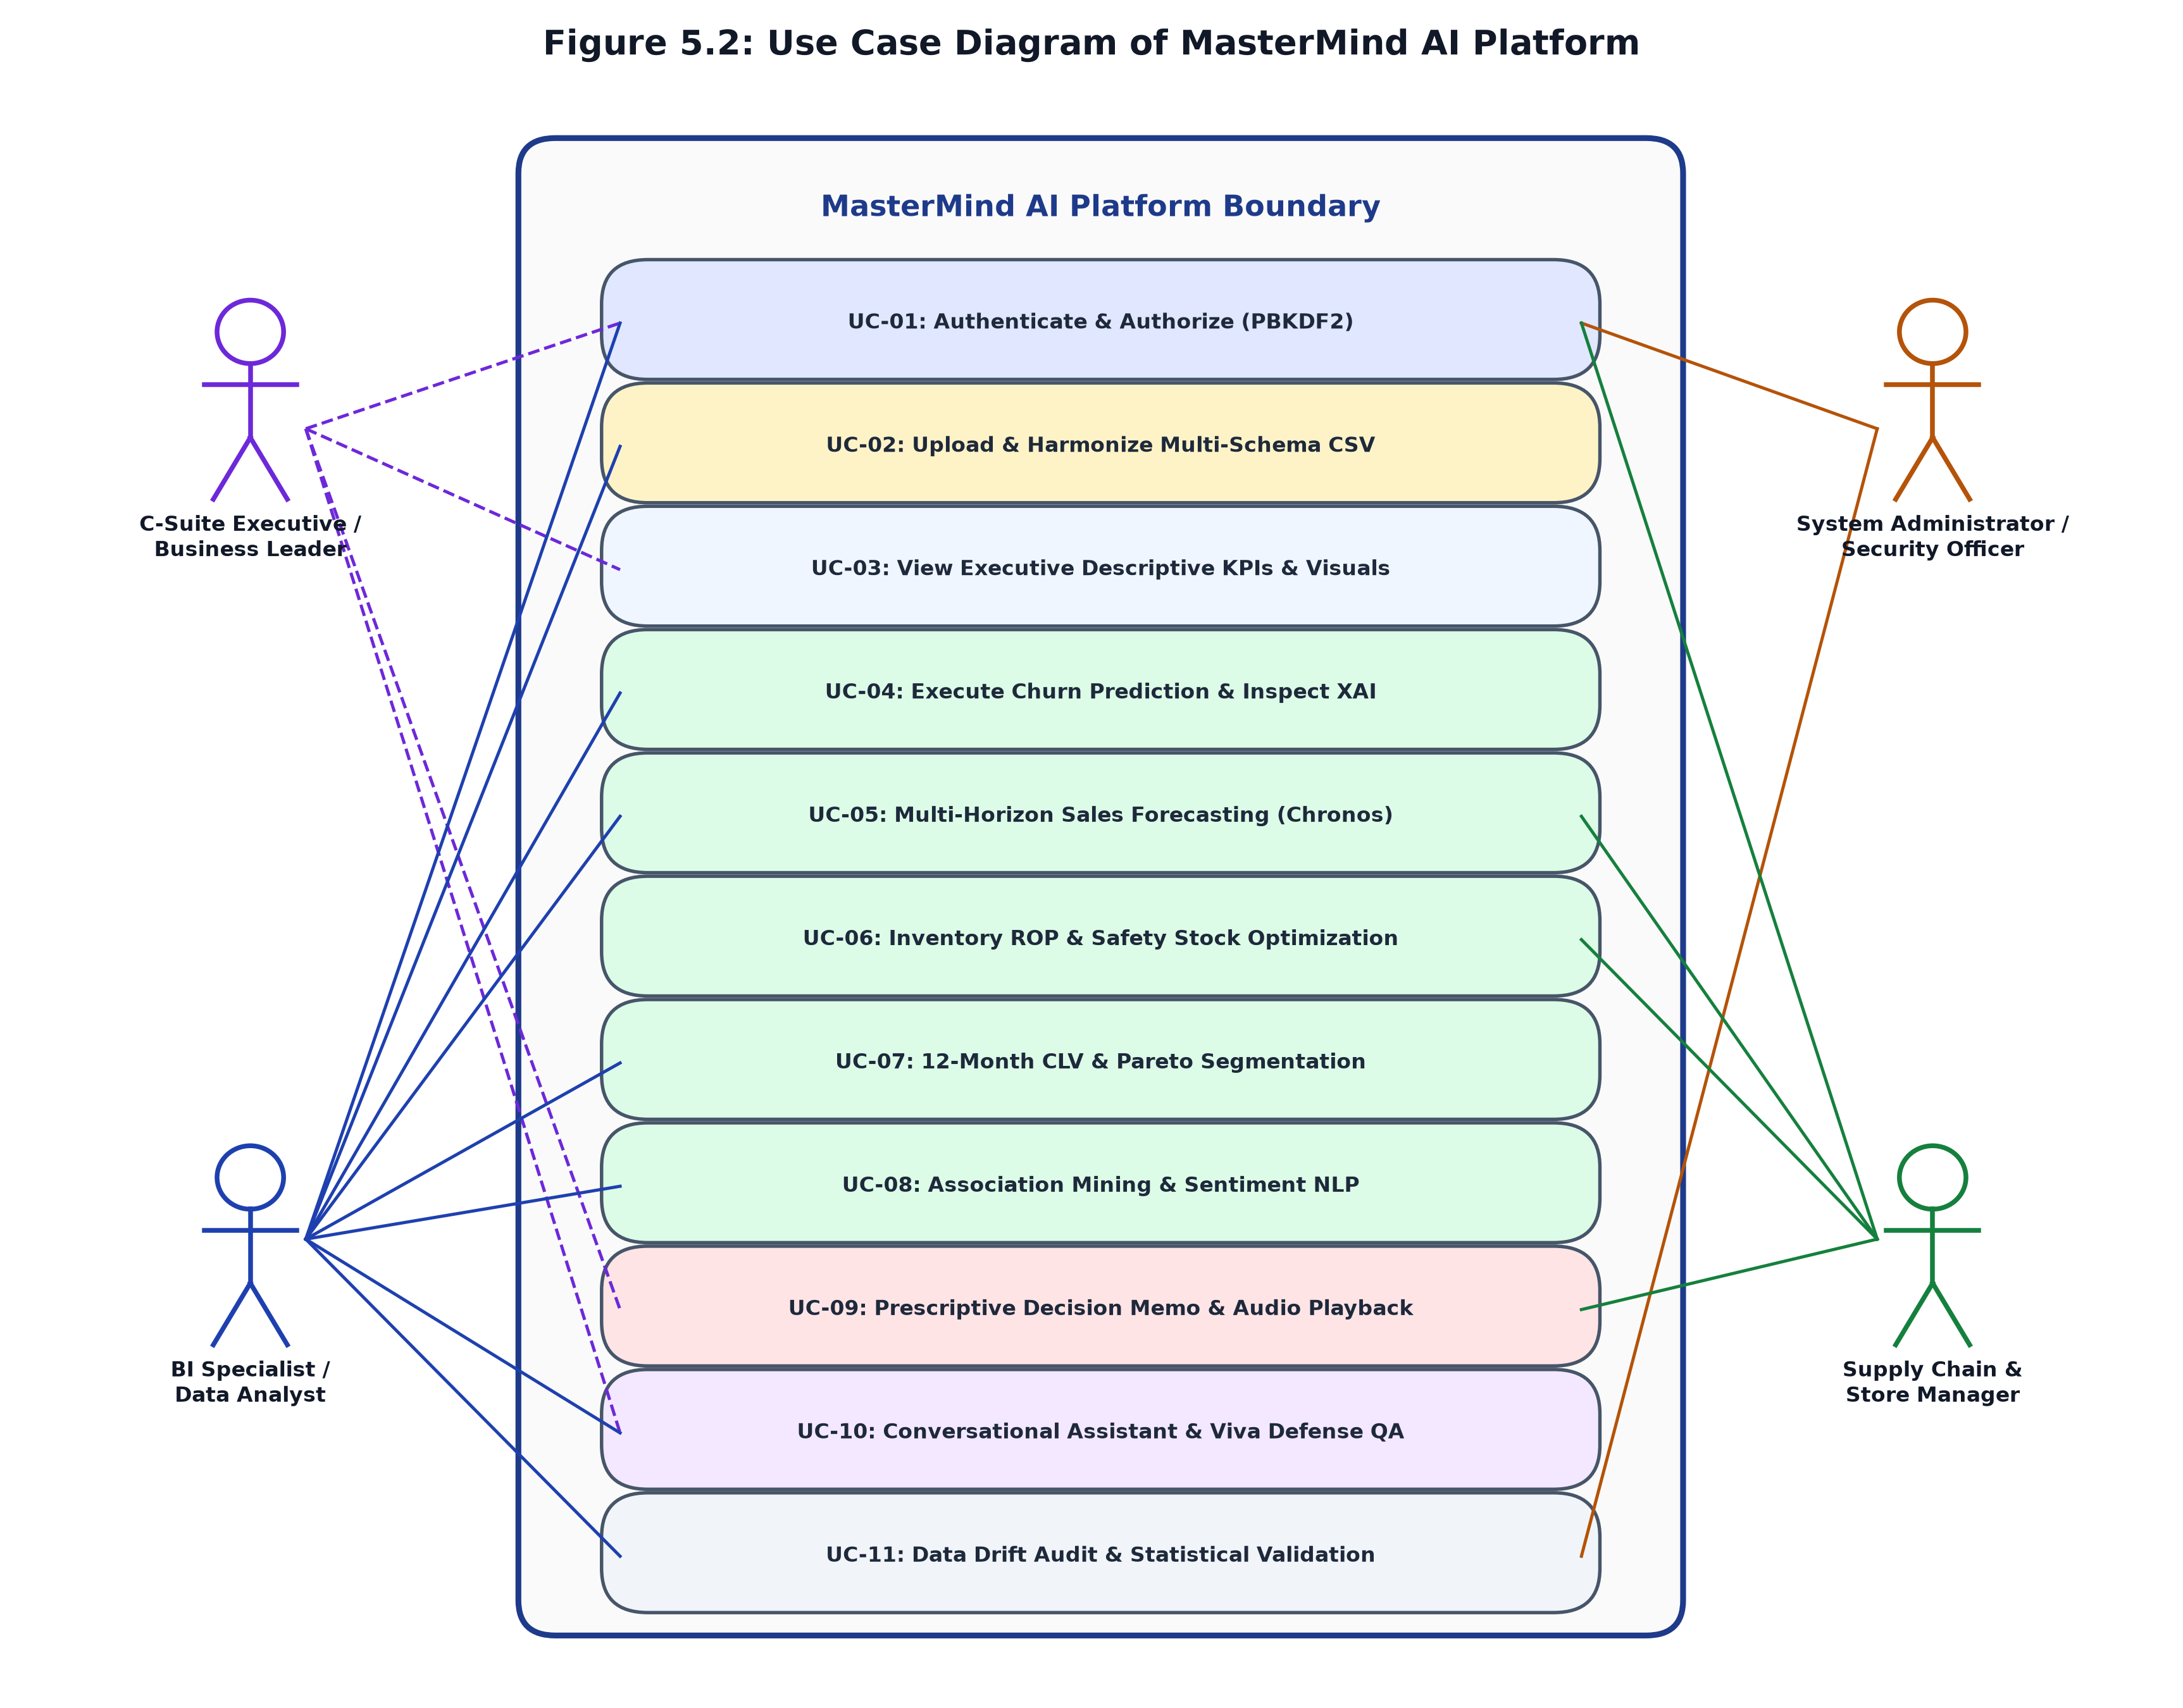 Figure 5.2: Use Case Diagram of MasterMind AI Platform
MasterMind AI Platform Boundary
UC-01: Authenticate & Authorize (PBKDF2)
UC-02: Upload & Harmonize Multi-Schema CSV
UC-03: View Executive Descriptive KPIs & Visuals
UC-04: Execute Churn Prediction & Inspect XAI
UC-05: Multi-Horizon Sales Forecasting (Chronos)
UC-06: Inventory ROP & Safety Stock Optimization
UC-07: 12-Month CLV & Pareto Segmentation
UC-08: Association Mining & Sentiment NLP
UC-09: Prescriptive Decision Memo & Audio Playback
UC-10: Conversational Assistant & Viva Defense QA
UC-11: Data Drift Audit & Statistical Validation
C-Suite Executive /
Business Leader
BI Specialist /
Data Analyst
System Administrator /
Security Officer
Supply Chain &
Store Manager